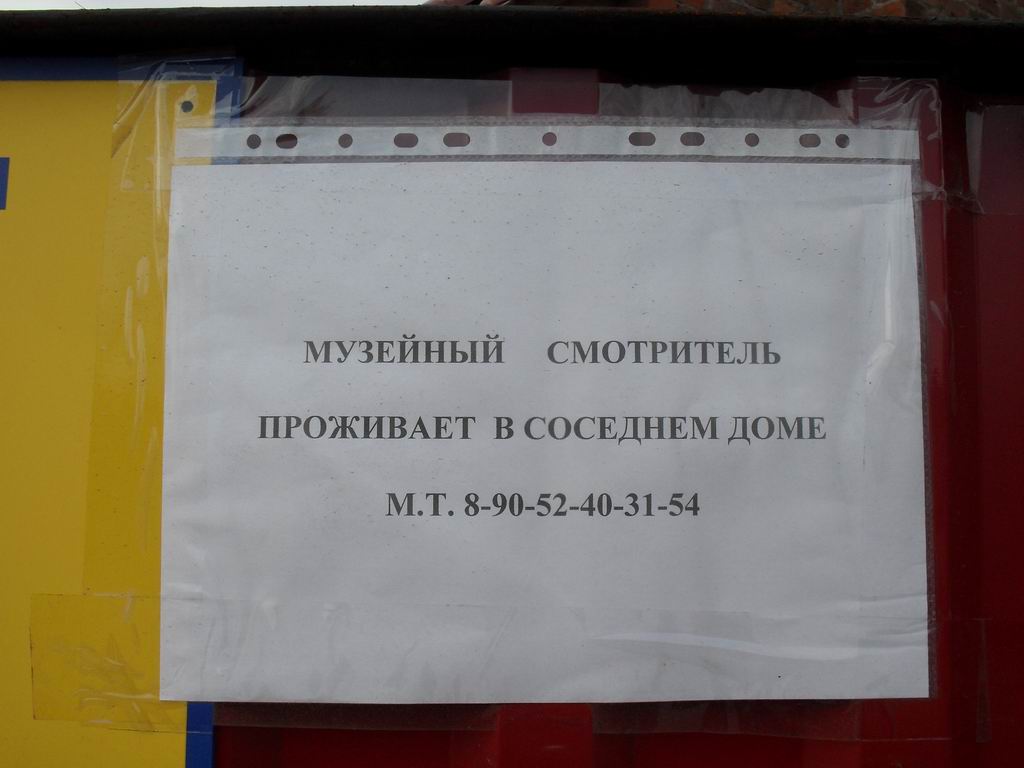 МУЗЕЙНЫЙ СМОТРИТЕЛЬ
ПРОЖИВАЕТ В СОСЕДНЕМ ДОМЕ
М.Т. 8-90-52-40-31-54